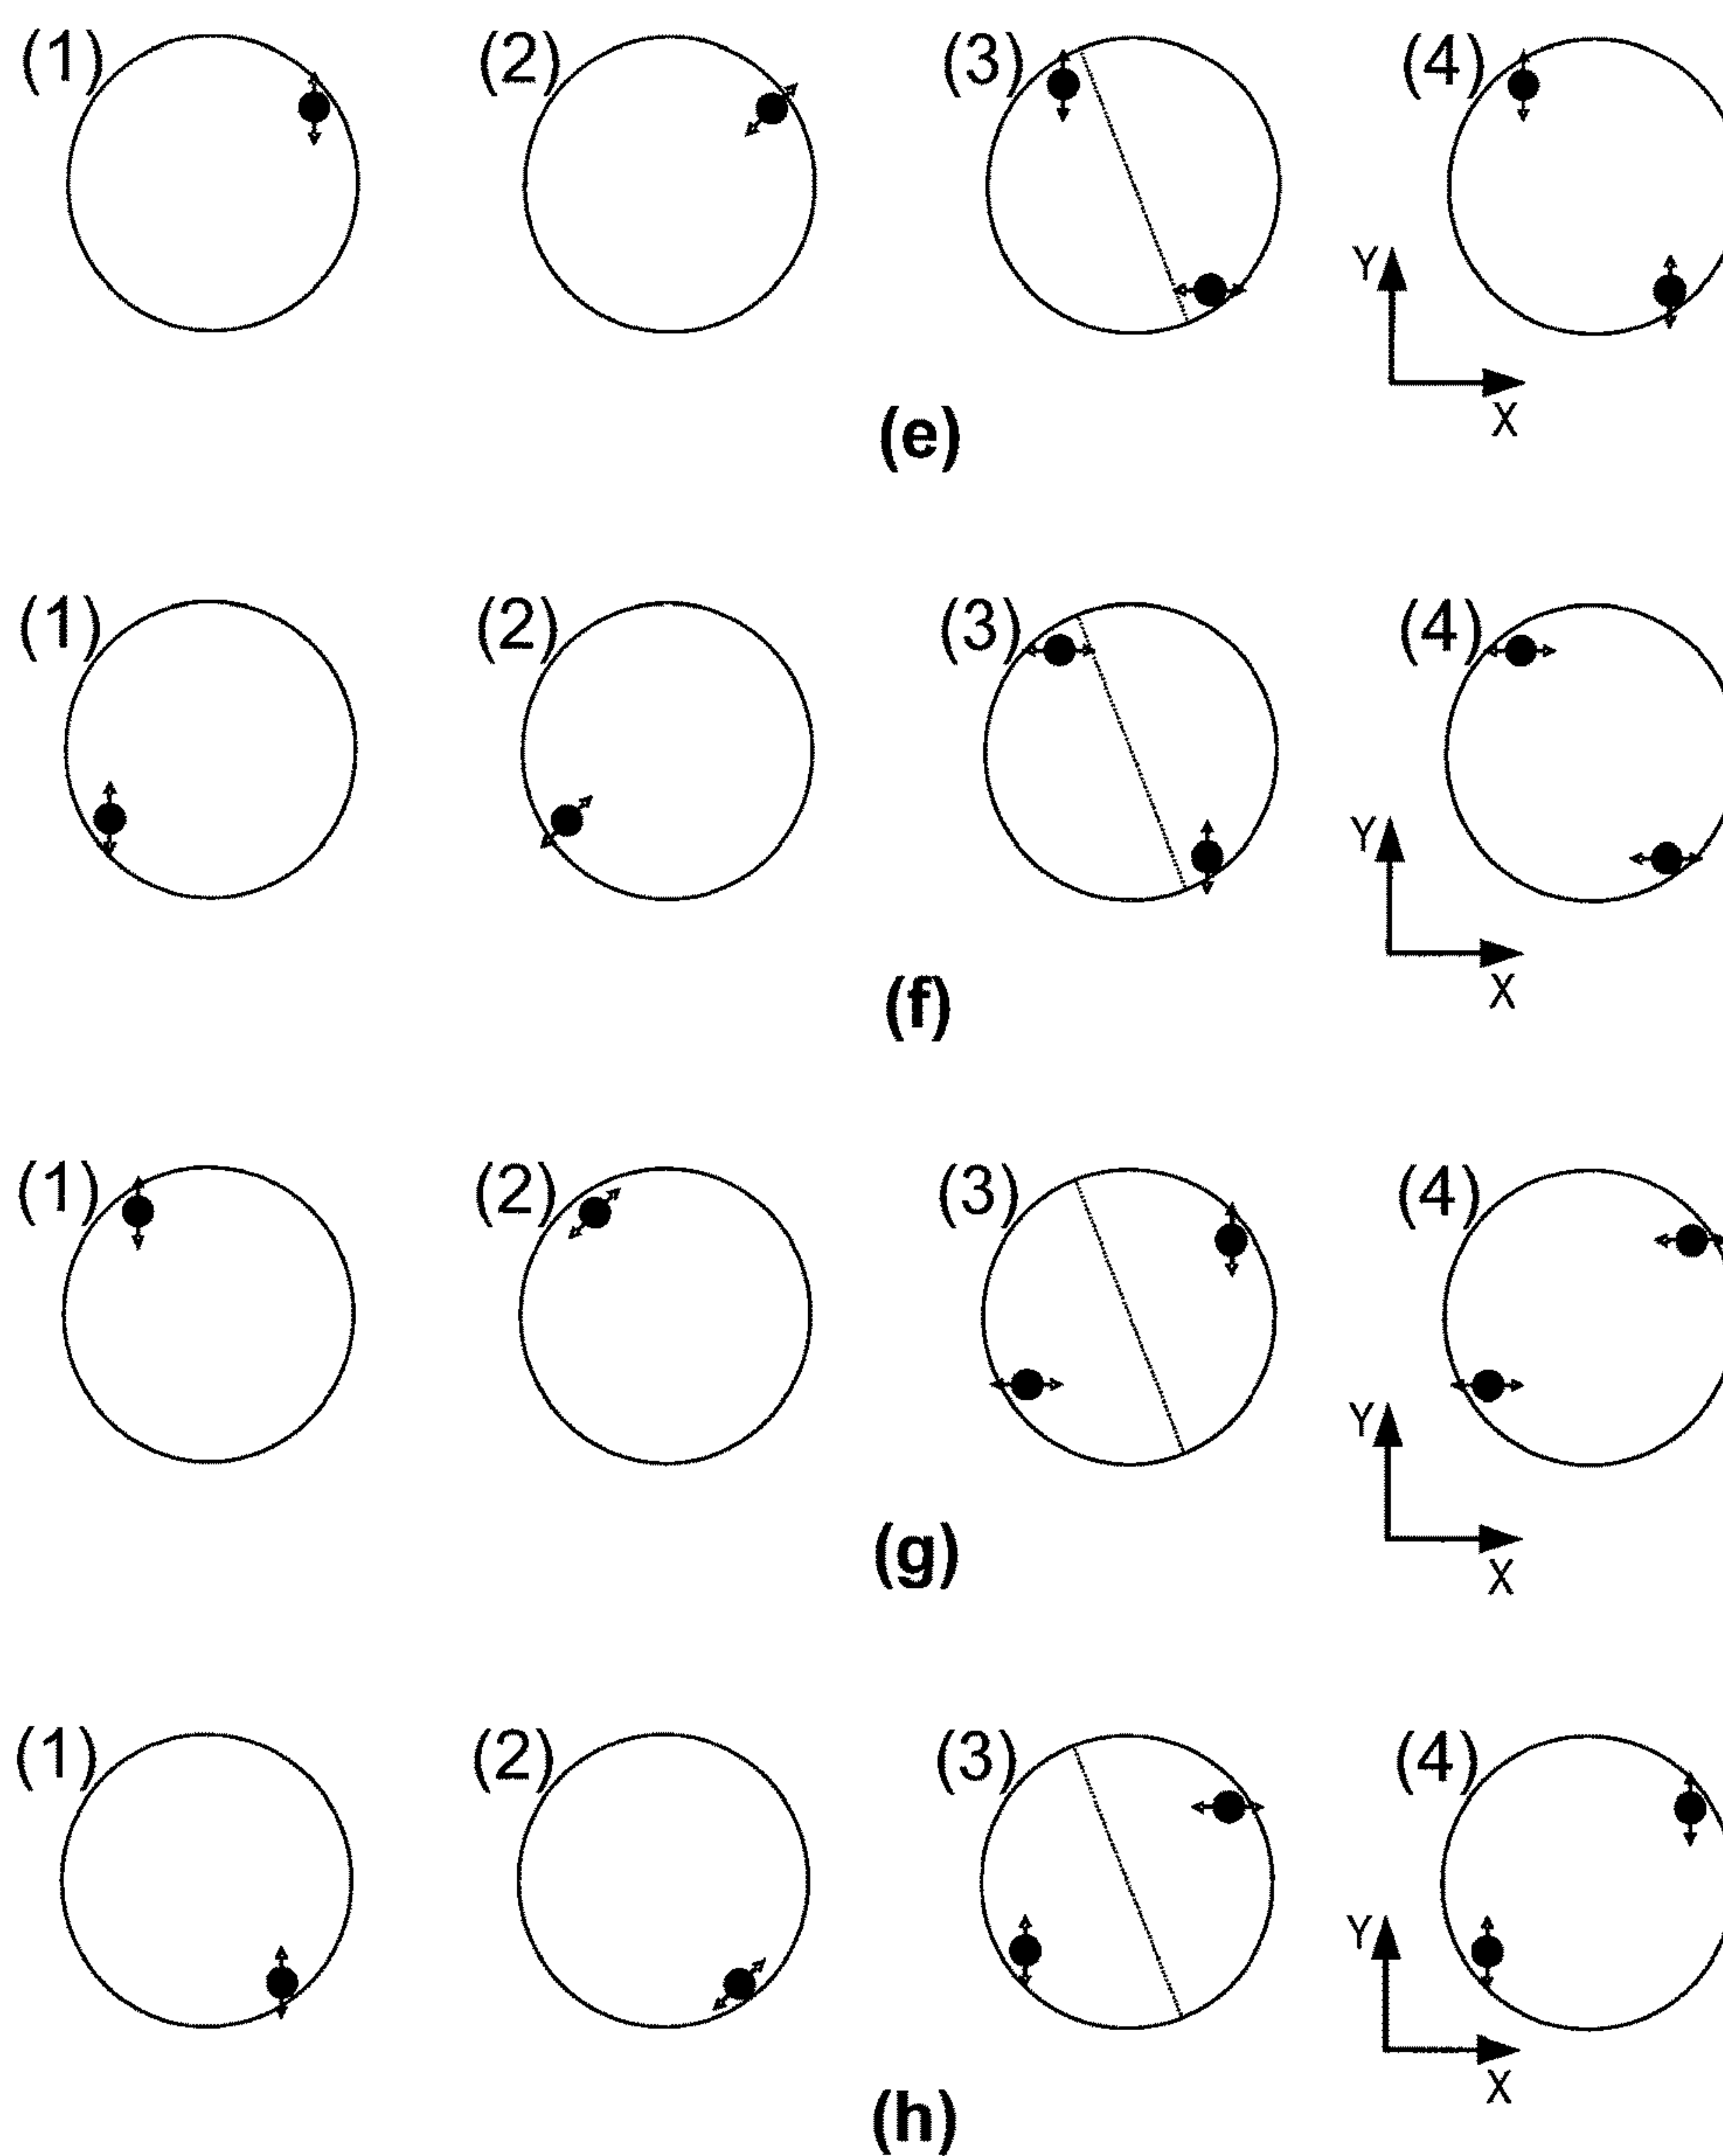 (1) (2) (3) (4)
Y
X
(e)
(1) (2) (3) (4)
Y
X
(f)
(1) (2) (3) (4)
Y
X
(g)
(1) (2) (3) (4)
Y
X
(h)